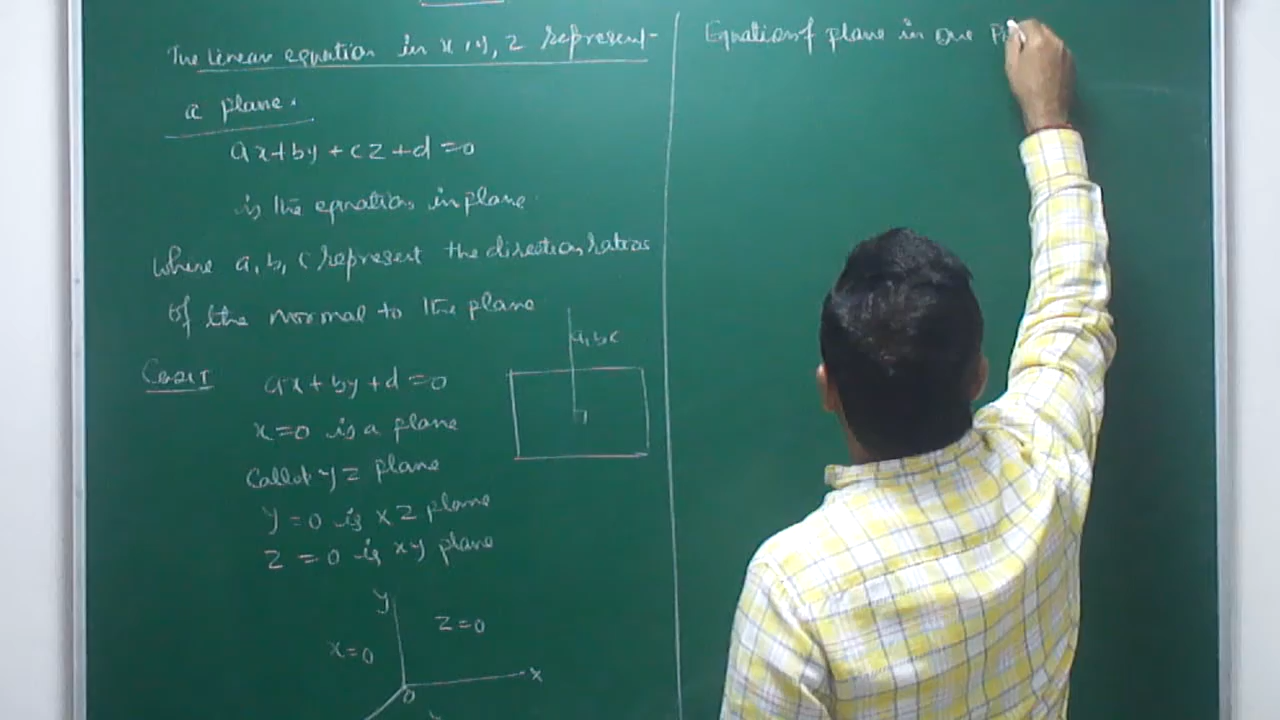 The linear equation in x, y, z represent-
a plane.
ax+by+cz+d=0
is the equation in plane
where a, b, c represent the direction ratios
of the normal to the plane
a, b, c
Case I
ax+by+d=0
x=0 is a plane
Called yz plane
y=0 is xz plane
z=0 is xy plane
y
z=0
x=0
x
0
Equation of plane in one